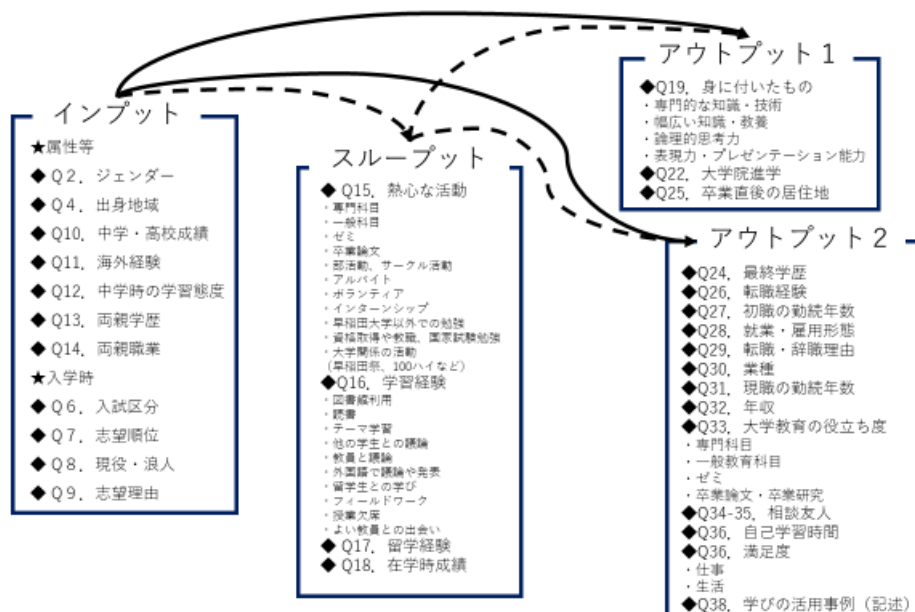 インプット
★属性等
◆Q2．ジェンダー
◆Q4．出身地域
◆Q10．中学・高校成績
◆Q11．海外経験
◆Q12．中学時の学習態度
◆Q13．両親学歴
◆Q14．両親職業
★入学時
◆Q6．入試区分
◆Q7．志望順位
◆Q8．現役・浪人
◆Q9．志望理由
スループット
◆Q15．熱心な活動
・専門科目
・一般科目
・ゼミ
・卒業論文
・部活動、サークル活動
・アルバイト
・ボランティア
・インターンシップ
・早稲田大学以外での勉強
・資格取得や教職、国家試験勉強
・大学関係の活動
（早稲田祭、100ハイなど）
◆Q16．学習経験
・図書館利用
・読書
・テーマ学習
・他の学生との議論
・教員と議論
・外国語で議論や発表
・留学生との学び
・フィールドワーク
・授業欠席
・よい教員との出会い
◆Q17．留学経験
◆Q18．在学時成績
アウトプット1
◆Q19．身に付いたもの
・専門的な知識・技術
・幅広い知識・教養
・論理的思考力
・表現力・プレゼンテーション能力
◆Q22．大学院進学
◆Q25．卒業直後の居住地
アウトプット2
◆Q24．最終学歴
◆Q26．転職経験
◆Q27．初職の勤続年数
◆Q28．就業・雇用形態
◆Q29．転職・辞職理由
◆Q30．業種
◆Q31．現職の勤続年数
◆Q32．年収
◆Q33．大学教育の役立ち度
・専門科目
・一般教育科目
・ゼミ
・卒業論文・卒業研究
◆Q34-35．相談友人
◆Q36．自己学習時間
◆Q36．満足度
・仕事
・生活
◆Q38．学びの活用事例（記述）